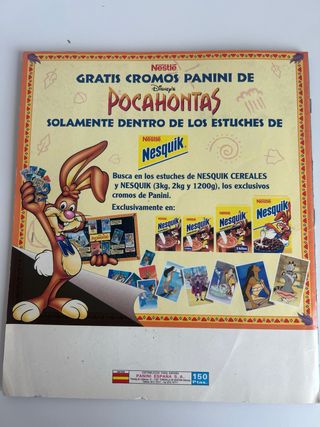 Nestlé
GRATIS CROMOS PANINI DE
Disney's
POCAHONTAS
SOLAMENTE DENTRO DE LOS ESTUCHES DE
Nestlé
Nesquik
Busca en los estuches de NESQUIK CEREALES
y NESQUIK (3kg, 2kg y 1200g), los exclusivos
cromos de Panini.
Exclusivamente en:
Nesquik
Nesquik
Nesquik
Nesquik
PANINI ESPAÑA S.A.
150
Ptas.